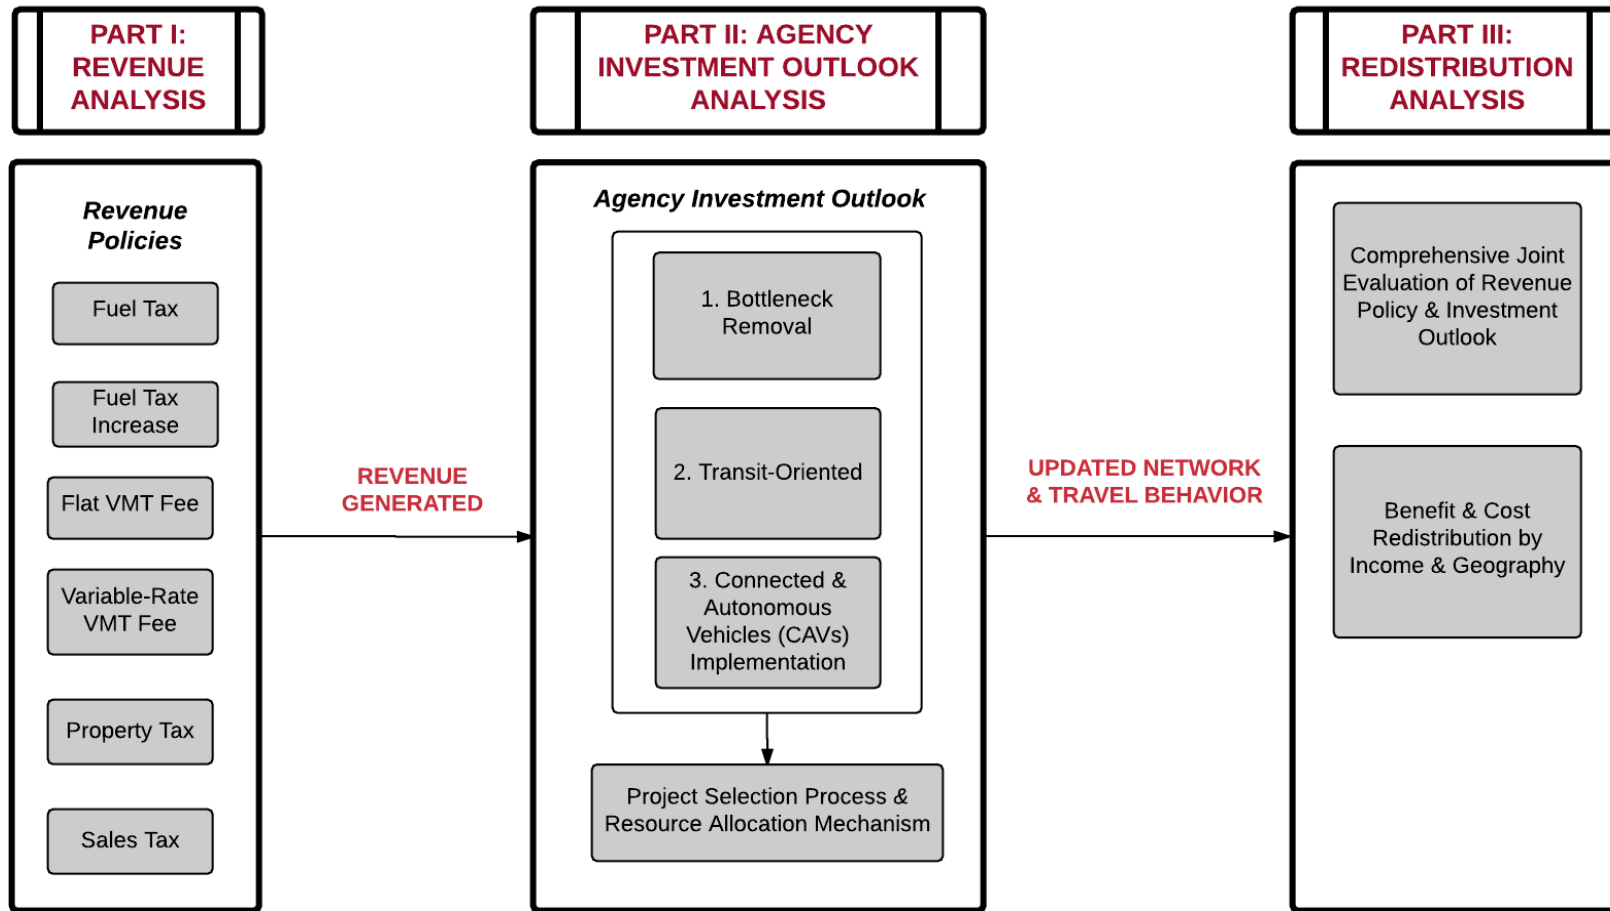 PART I:
REVENUE
ANALYSIS
PART II: AGENCY
INVESTMENT OUTLOOK
ANALYSIS
PART III:
REDISTRIBUTION
ANALYSIS
Revenue
Policies
Fuel Tax
Fuel Tax
Increase
Flat VMT Fee
Variable-Rate
VMT Fee
Property Tax
Sales Tax
REVENUE
GENERATED
Agency Investment Outlook
1. Bottleneck
Removal
2. Transit-Oriented
3. Connected &
Autonomous
Vehicles (CAVs)
Implementation
Project Selection Process &
Resource Allocation Mechanism
UPDATED NETWORK
& TRAVEL BEHAVIOR
Comprehensive Joint
Evaluation of Revenue
Policy & Investment
Outlook
Benefit & Cost
Redistribution by
Income & Geography